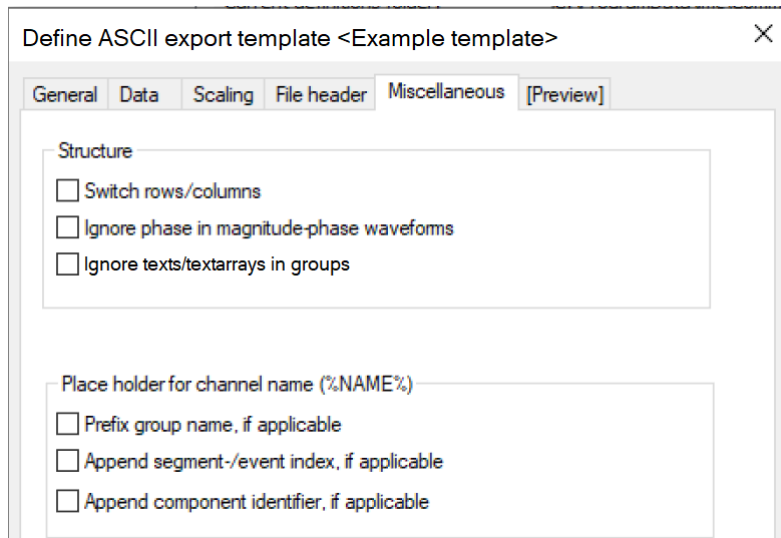 Define ASCII export template <Example template>
General Data Scaling File header Miscellaneous [Preview]
Structure
Switch rows/columns
Ignore phase in magnitude-phase waveforms
Ignore texts/textarrays in groups
Place holder for channel name (%NAME%)
Prefix group name, if applicable
Append segment-/event index, if applicable
Append component identifier, if applicable